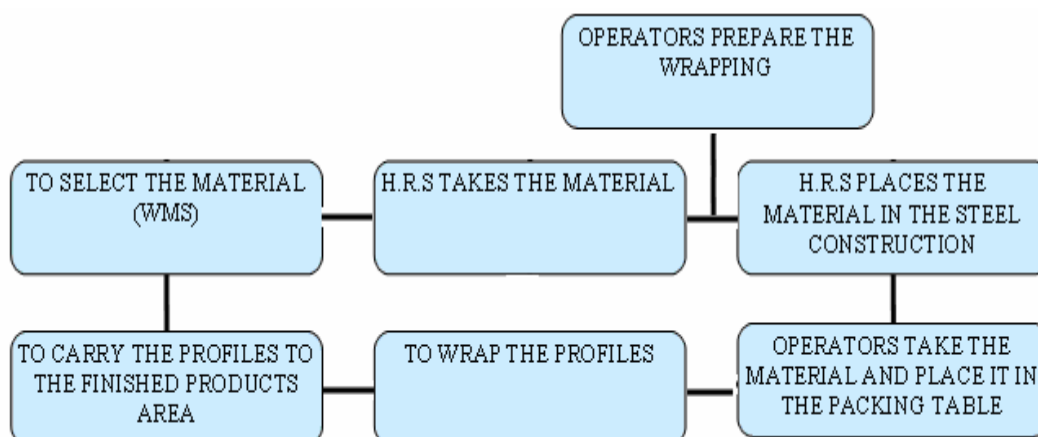 OPERATORS PREPARE THE
WRAPPING
TO SELECT THE MATERIAL
(WMS)
H.R.S TAKES THE MATERIAL
H.R.S PLACES THE
MATERIAL IN THE STEEL
CONSTRUCTION
TO CARRY THE PROFILES TO
THE FINISHED PRODUCTS
AREA
TO WRAP THE PROFILES
OPERATORS TAKE THE
MATERIAL AND PLACE IT IN
THE PACKING TABLE